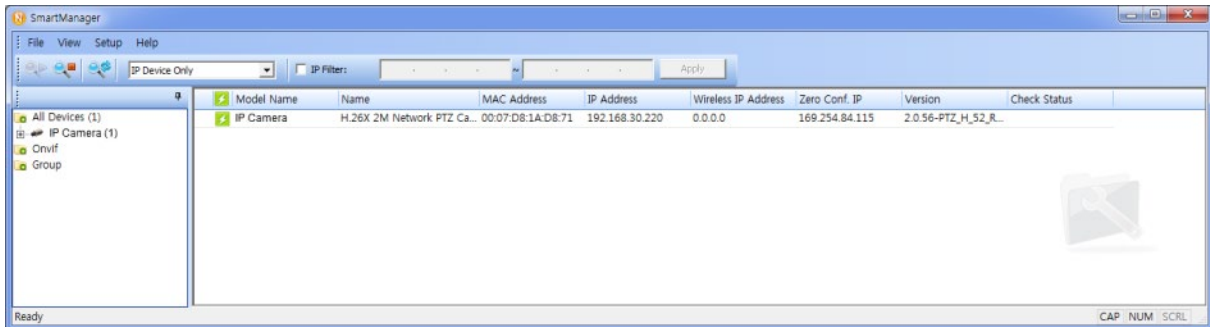 SmartManager
File View Setup Help
IP Device Only IP Filter: . . . ~ . . . Apply
Model Name Name MAC Address IP Address Wireless IP Address Zero Conf. IP Version Check Status
All Devices (1)
IP Camera (1)
Onvif
Group
IP Camera H.26X 2M Network PTZ Ca... 00:07:D8:1A:D8:71 192.168.30.220 0.0.0.0 169.254.84.115 2.0.56-PTZ_H_52_R...
Ready CAP NUM SCRL